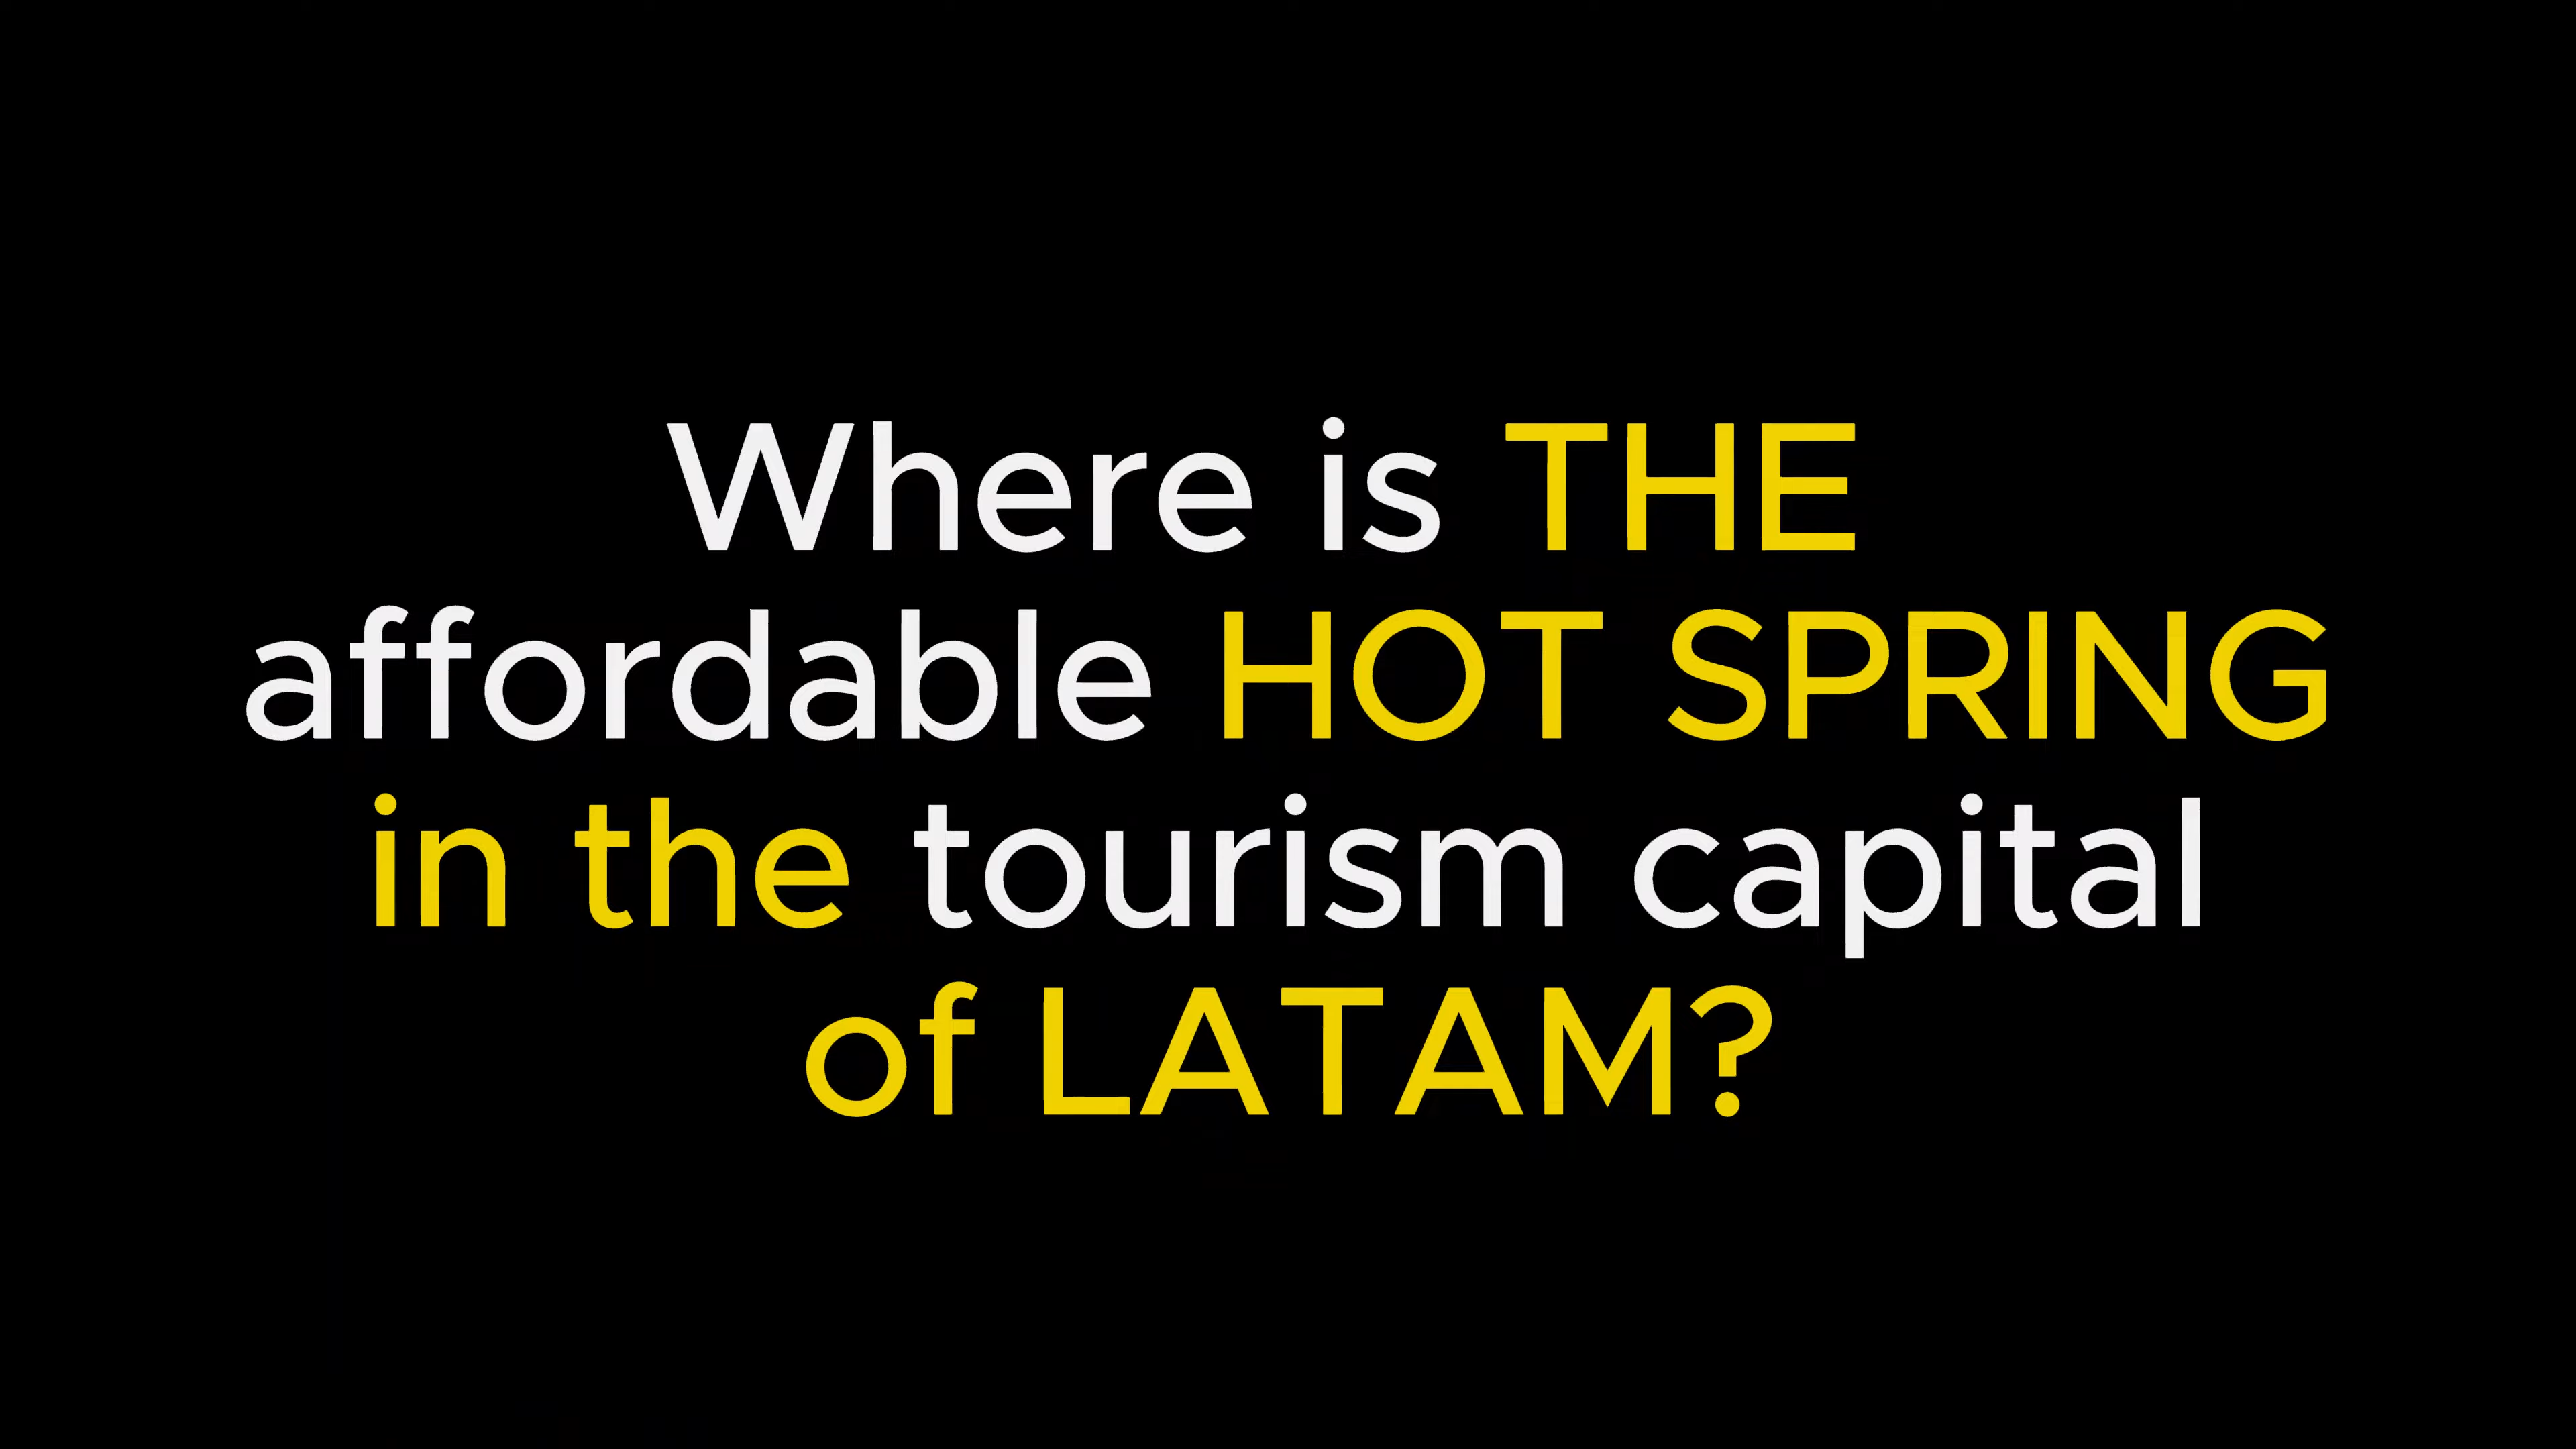 Where is THE
affordable HOT SPRING
in the tourism capital
of LATAM?